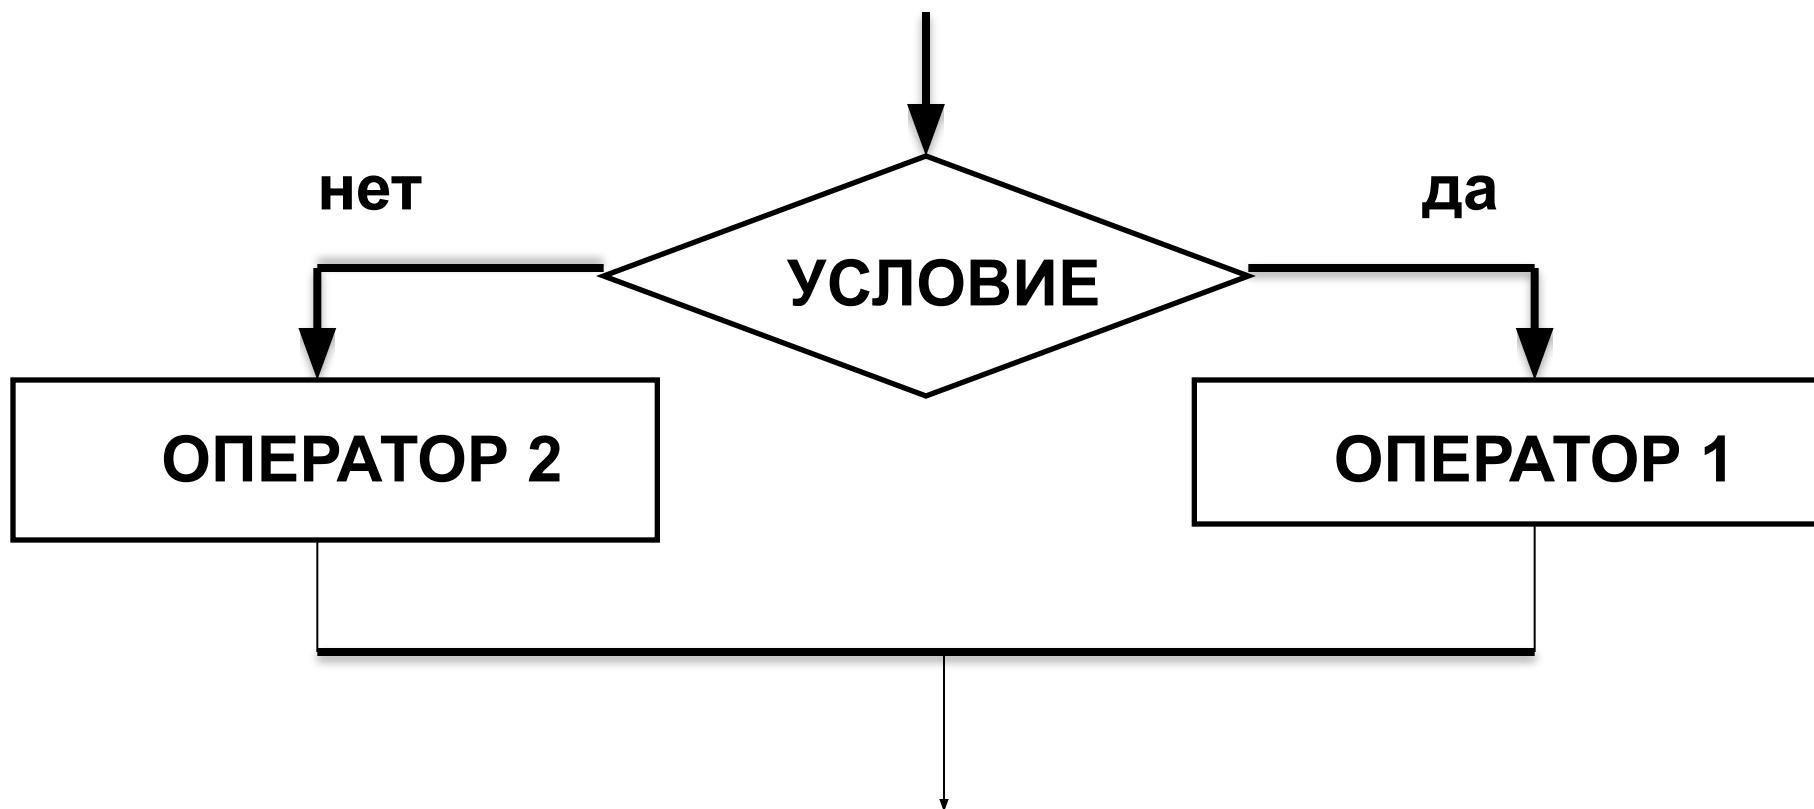 нет
да
УСЛОВИЕ
ОПЕРАТОР 2
ОПЕРАТОР 1